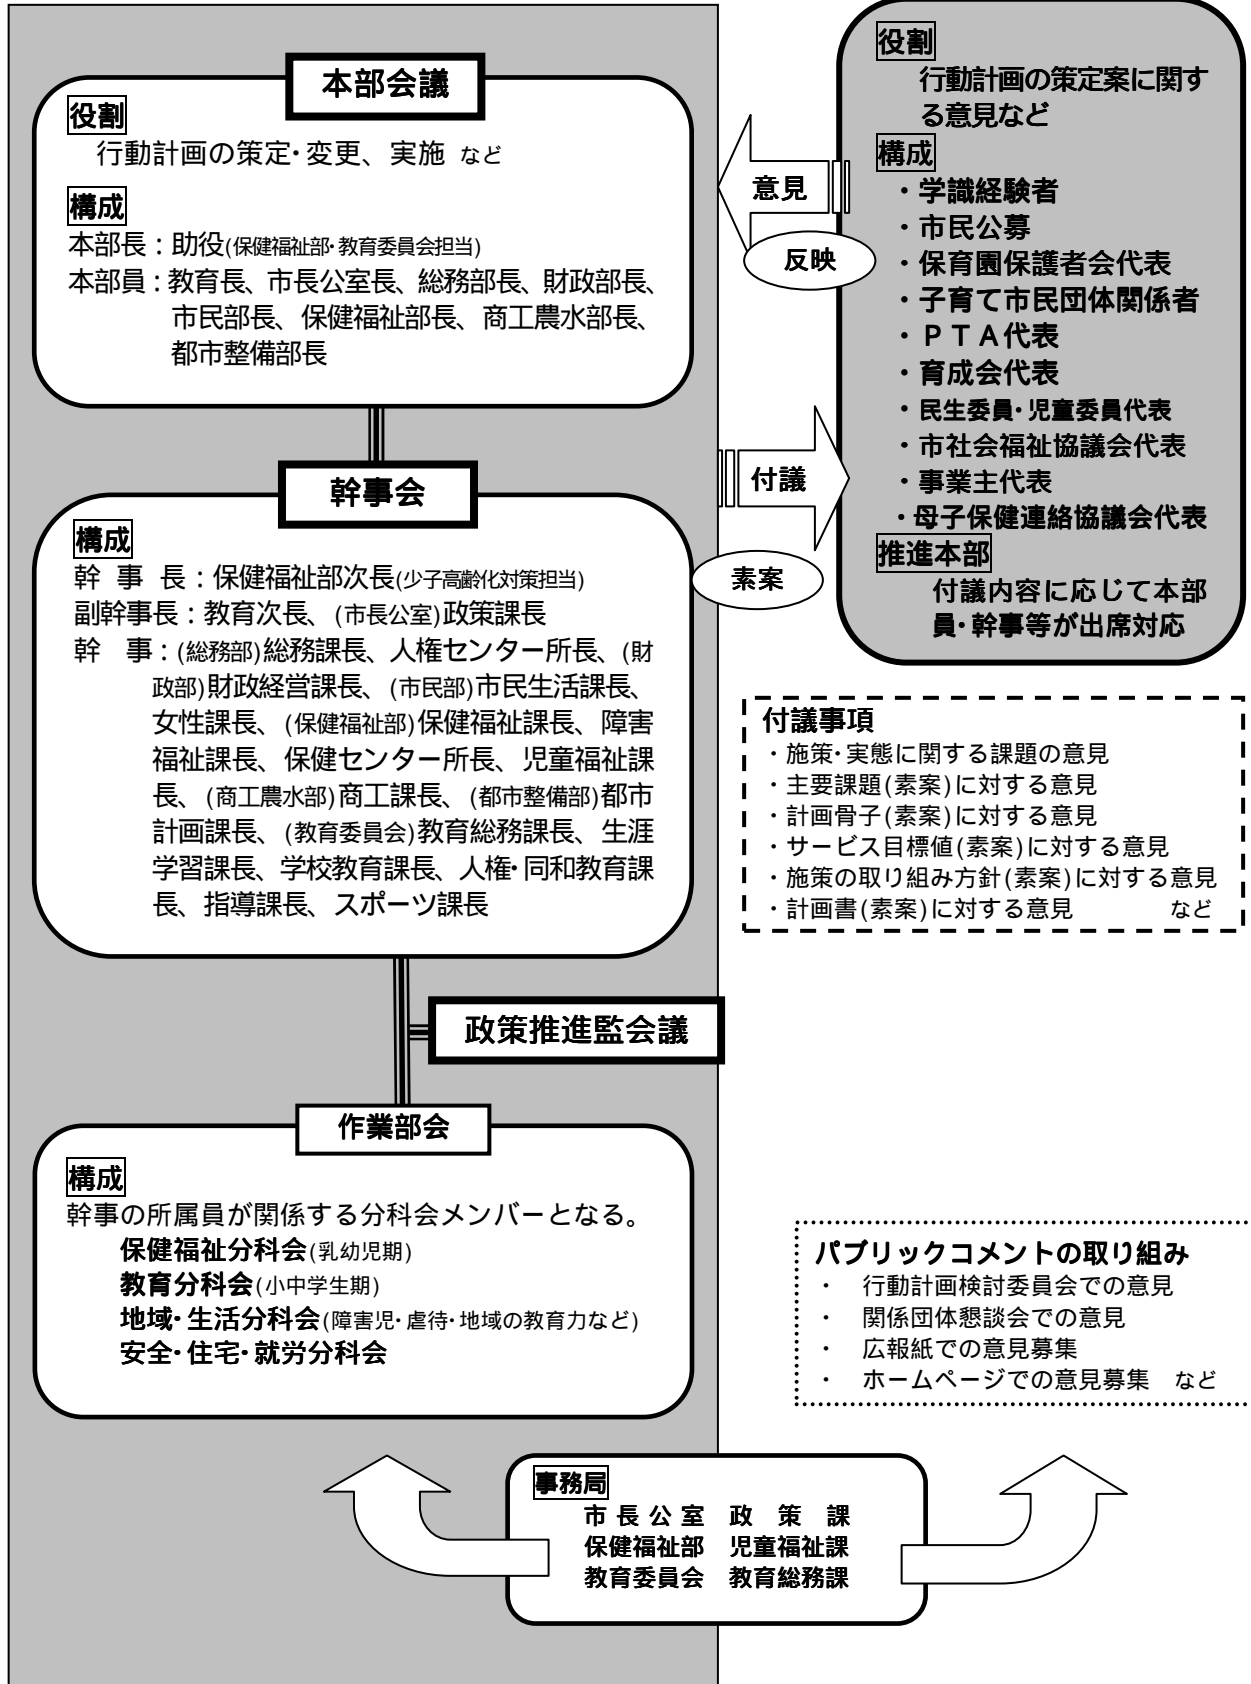 本部会議
役割
行動計画の策定・変更、実施 など
構成
本部長：助役(保健福祉部・教育委員会担当)
本部員：教育長、市長公室長、総務部長、財政部長、
市民部長、保健福祉部長、商工農水部長、
都市整備部長
意見
反映
付議
素案
役割
行動計画の策定案に関す
る意見など
構成
・学識経験者
・市民公募
・保育園保護者会代表
・子育て市民団体関係者
・ＰＴＡ代表
・育成会代表
・民生委員・児童委員代表
・市社会福祉協議会代表
・事業主代表
・母子保健連絡協議会代表
推進本部
付議内容に応じて本部
員・幹事等が出席対応
幹事会
構成
幹 事 長：保健福祉部次長(少子高齢化対策担当)
副幹事長：教育次長、(市長公室)政策課長
幹　事：(総務部)総務課長、人権センター所長、(財
政部)財政経営課長、(市民部)市民生活課長、
女性課長、(保健福祉部)保健福祉課長、障害
福祉課長、保健センター所長、児童福祉課
長、(商工農水部)商工課長、(都市整備部)都市
計画課長、(教育委員会)教育総務課長、生涯
学習課長、学校教育課長、人権・同和教育課
長、指導課長、スポーツ課長
付議事項
・施策・実態に関する課題の意見
・主要課題(素案)に対する意見
・計画骨子(素案)に対する意見
・サービス目標値(素案)に対する意見
・施策の取り組み方針(素案)に対する意見
・計画書(素案)に対する意見　　など
政策推進監会議
作業部会
構成
幹事の所属員が関係する分科会メンバーとなる。
保健福祉分科会(乳幼児期)
教育分科会(小中学生期)
地域・生活分科会(障害児・虐待・地域の教育力など)
安全・住宅・就労分科会
パブリックコメントの取り組み
・　行動計画検討委員会での意見
・　関係団体懇談会での意見
・　広報紙での意見募集
・　ホームページでの意見募集　など
事務局
市長公室　政　策　課
保健福祉部　児童福祉課
教育委員会　教育総務課